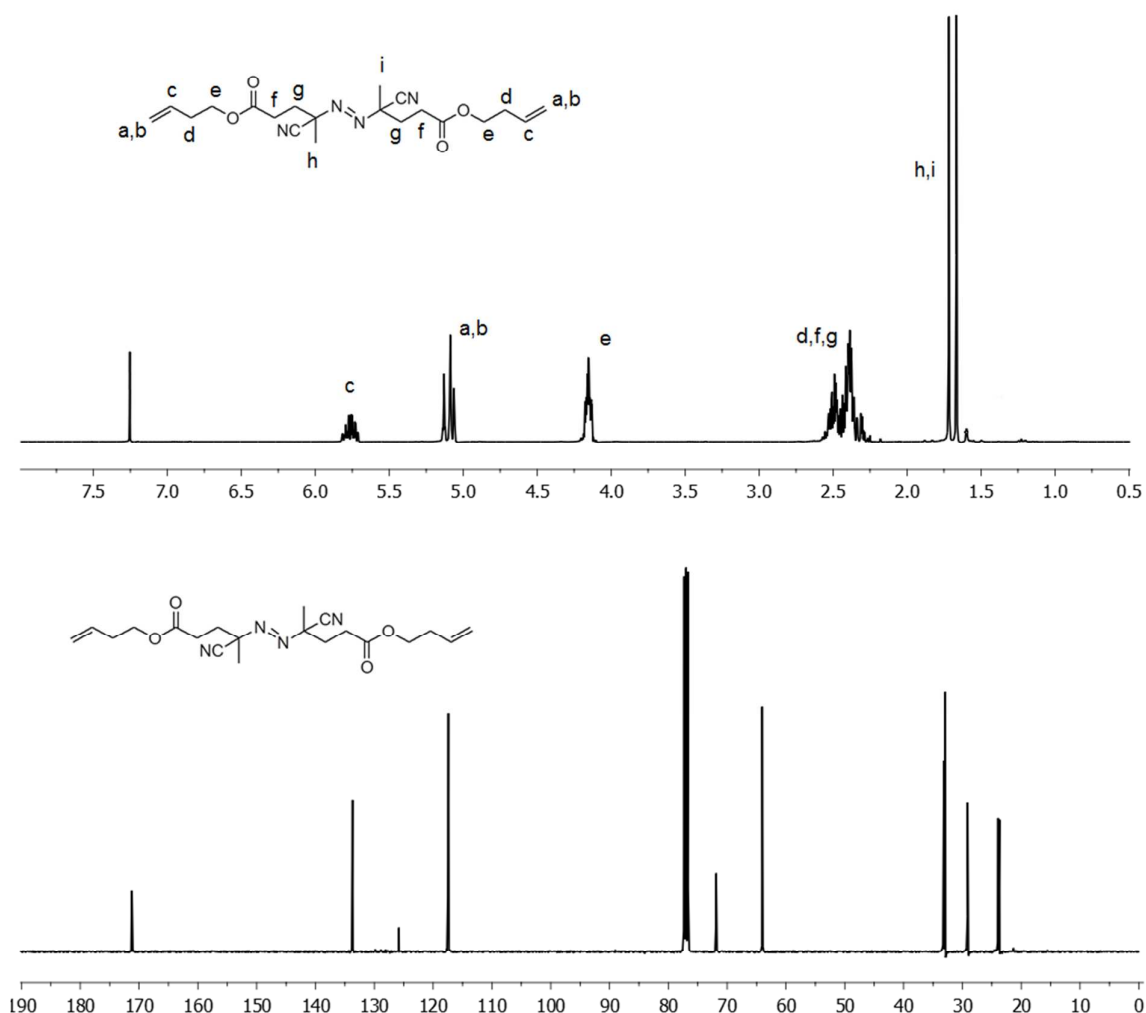 i
O
c e g N CN d a,b
f
O N O
a,b d NC g f e c
h O
h,i
a,b
c e d,f,g
7.5 7.0 6.5 6.0 5.5 5.0 4.5 4.0 3.5 3.0 2.5 2.0 1.5 1.0 0.5
O
N CN
O N O
NC
O
190 180 170 160 150 140 130 120 110 100 90 80 70 60 50 40 30 20 10 0